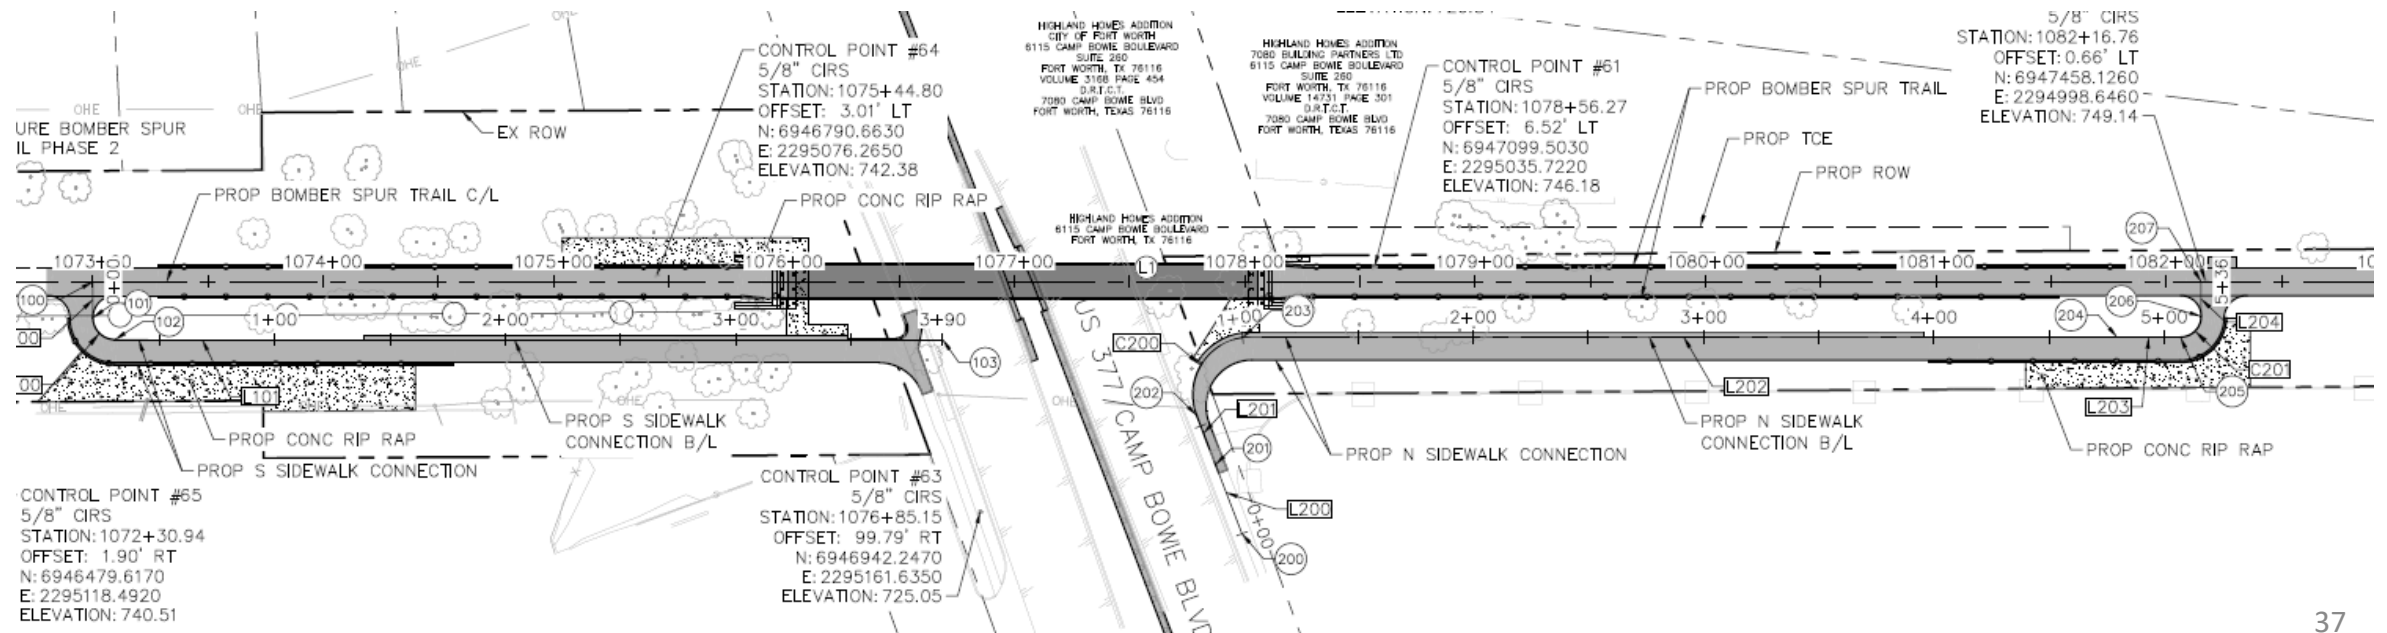 OHE
OHE
OHE
OHE
URE BOMBER SPUR
IL PHASE 2
EX ROW
PROP BOMBER SPUR TRAIL C/L
CONTROL POINT #64
5/8" CIRS
STATION: 1075+44.80
OFFSET: 3.01' LT
N: 6946790.6630
E: 2295076.2650
ELEVATION: 742.38
PROP CONC RIP RAP
HIGHLAND HOMES ADDITION
CITY OF FORT WORTH
6115 CAMP BOWIE BOULEVARD
SUITE 260
FORT WORTH, TX 76116
VOLUME 3168 PAGE 454
D.R.T.C.T.
7080 CAMP BOWIE BLVD
FORT WORTH, TEXAS 76116
HIGHLAND HOMES ADDITION
7080 BUILDING PARTNERS LTD
6115 CAMP BOWIE BOULEVARD
SUITE 260
FORT WORTH, TX 76116
VOLUME 14731 PAGE 301
D.R.T.C.T.
7080 CAMP BOWIE BLVD
FORT WORTH, TEXAS 76116
HIGHLAND HOMES ADDITION
6115 CAMP BOWIE BOULEVARD
FORT WORTH, TX 76116
CONTROL POINT #61
5/8" CIRS
STATION: 1078+56.27
OFFSET: 6.52' LT
N: 6947099.5030
E: 2295035.7220
ELEVATION: 746.18
PROP BOMBER SPUR TRAIL
PROP TCE
PROP ROW
5/8" CIRS
STATION: 1082+16.76
OFFSET: 0.66' LT
N: 6947458.1260
E: 2294998.6460
ELEVATION: 749.14
207
1074+00
1075+00
1076+00
1077+00
L1
1078+00
1079+00
1080+00
1081+00
1082+00
10
100
101
102
1+00
2+00
3+00
3+90
103
1+00
203
2+00
3+00
4+00
204
5+00
206
5+36
L204
00
00
L101
C200
202
L201
201
L202
L203
205
C201
OHE
OHE
OHE
PROP CONC RIP RAP
PROP S SIDEWALK CONNECTION
PROP S SIDEWALK
CONNECTION B/L
PROP N SIDEWALK CONNECTION
PROP N SIDEWALK
CONNECTION B/L
PROP CONC RIP RAP
US 377/CAMP BOWIE BLVD
L200
0+00
200
CONTROL POINT #65
5/8" CIRS
STATION: 1072+30.94
OFFSET: 1.90' RT
N: 6946479.6170
E: 2295118.4920
ELEVATION: 740.51
CONTROL POINT #63
5/8" CIRS
STATION: 1076+85.15
OFFSET: 99.79' RT
N: 6946942.2470
E: 2295161.6350
ELEVATION: 725.05
37